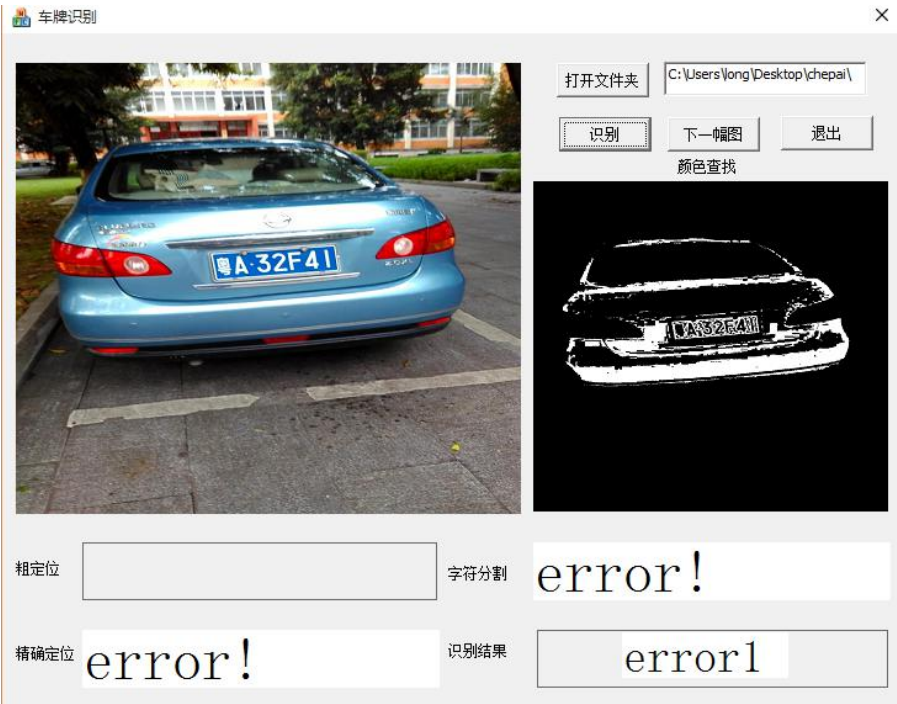 车牌识别
打开文件夹
C:\Users\long\Desktop\chepai\
识别
下一幅图
退出
颜色查找
粤A·32F41
A32F41
粗定位
字符分割
error!
精确定位
error!
识别结果
error1